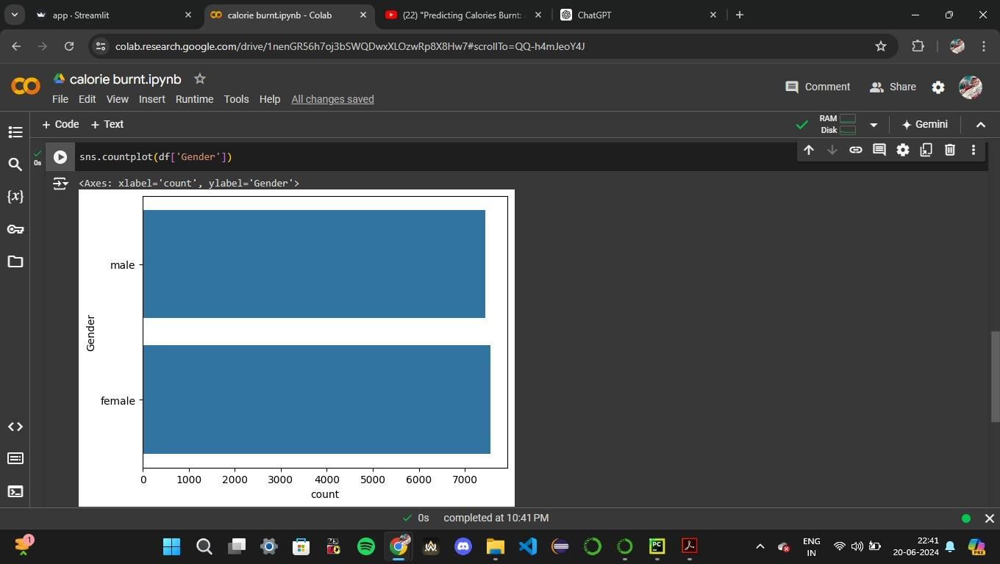 app · Streamlit
calorie burnt.ipynb - Colab
(22) "Predicting Calories Burnt:
ChatGPT
colab.research.google.com/drive/1nenGR56h7oj3bSWQDwxXLOzwRp8X8Hw7#scrollTo=QQ-h4mJeoY4J
calorie burnt.ipynb
Comment
Share
File Edit View Insert Runtime Tools Help All changes saved
+ Code + Text
RAM
Disk
Gemini
0s
sns.countplot(df['Gender'])
<Axes: xlabel='count', ylabel='Gender'>
male
Gender
female
0 1000 2000 3000 4000 5000 6000 7000
count
0s completed at 10:41 PM
1
ENG
IN
22:41
20-06-2024
PC
PRE